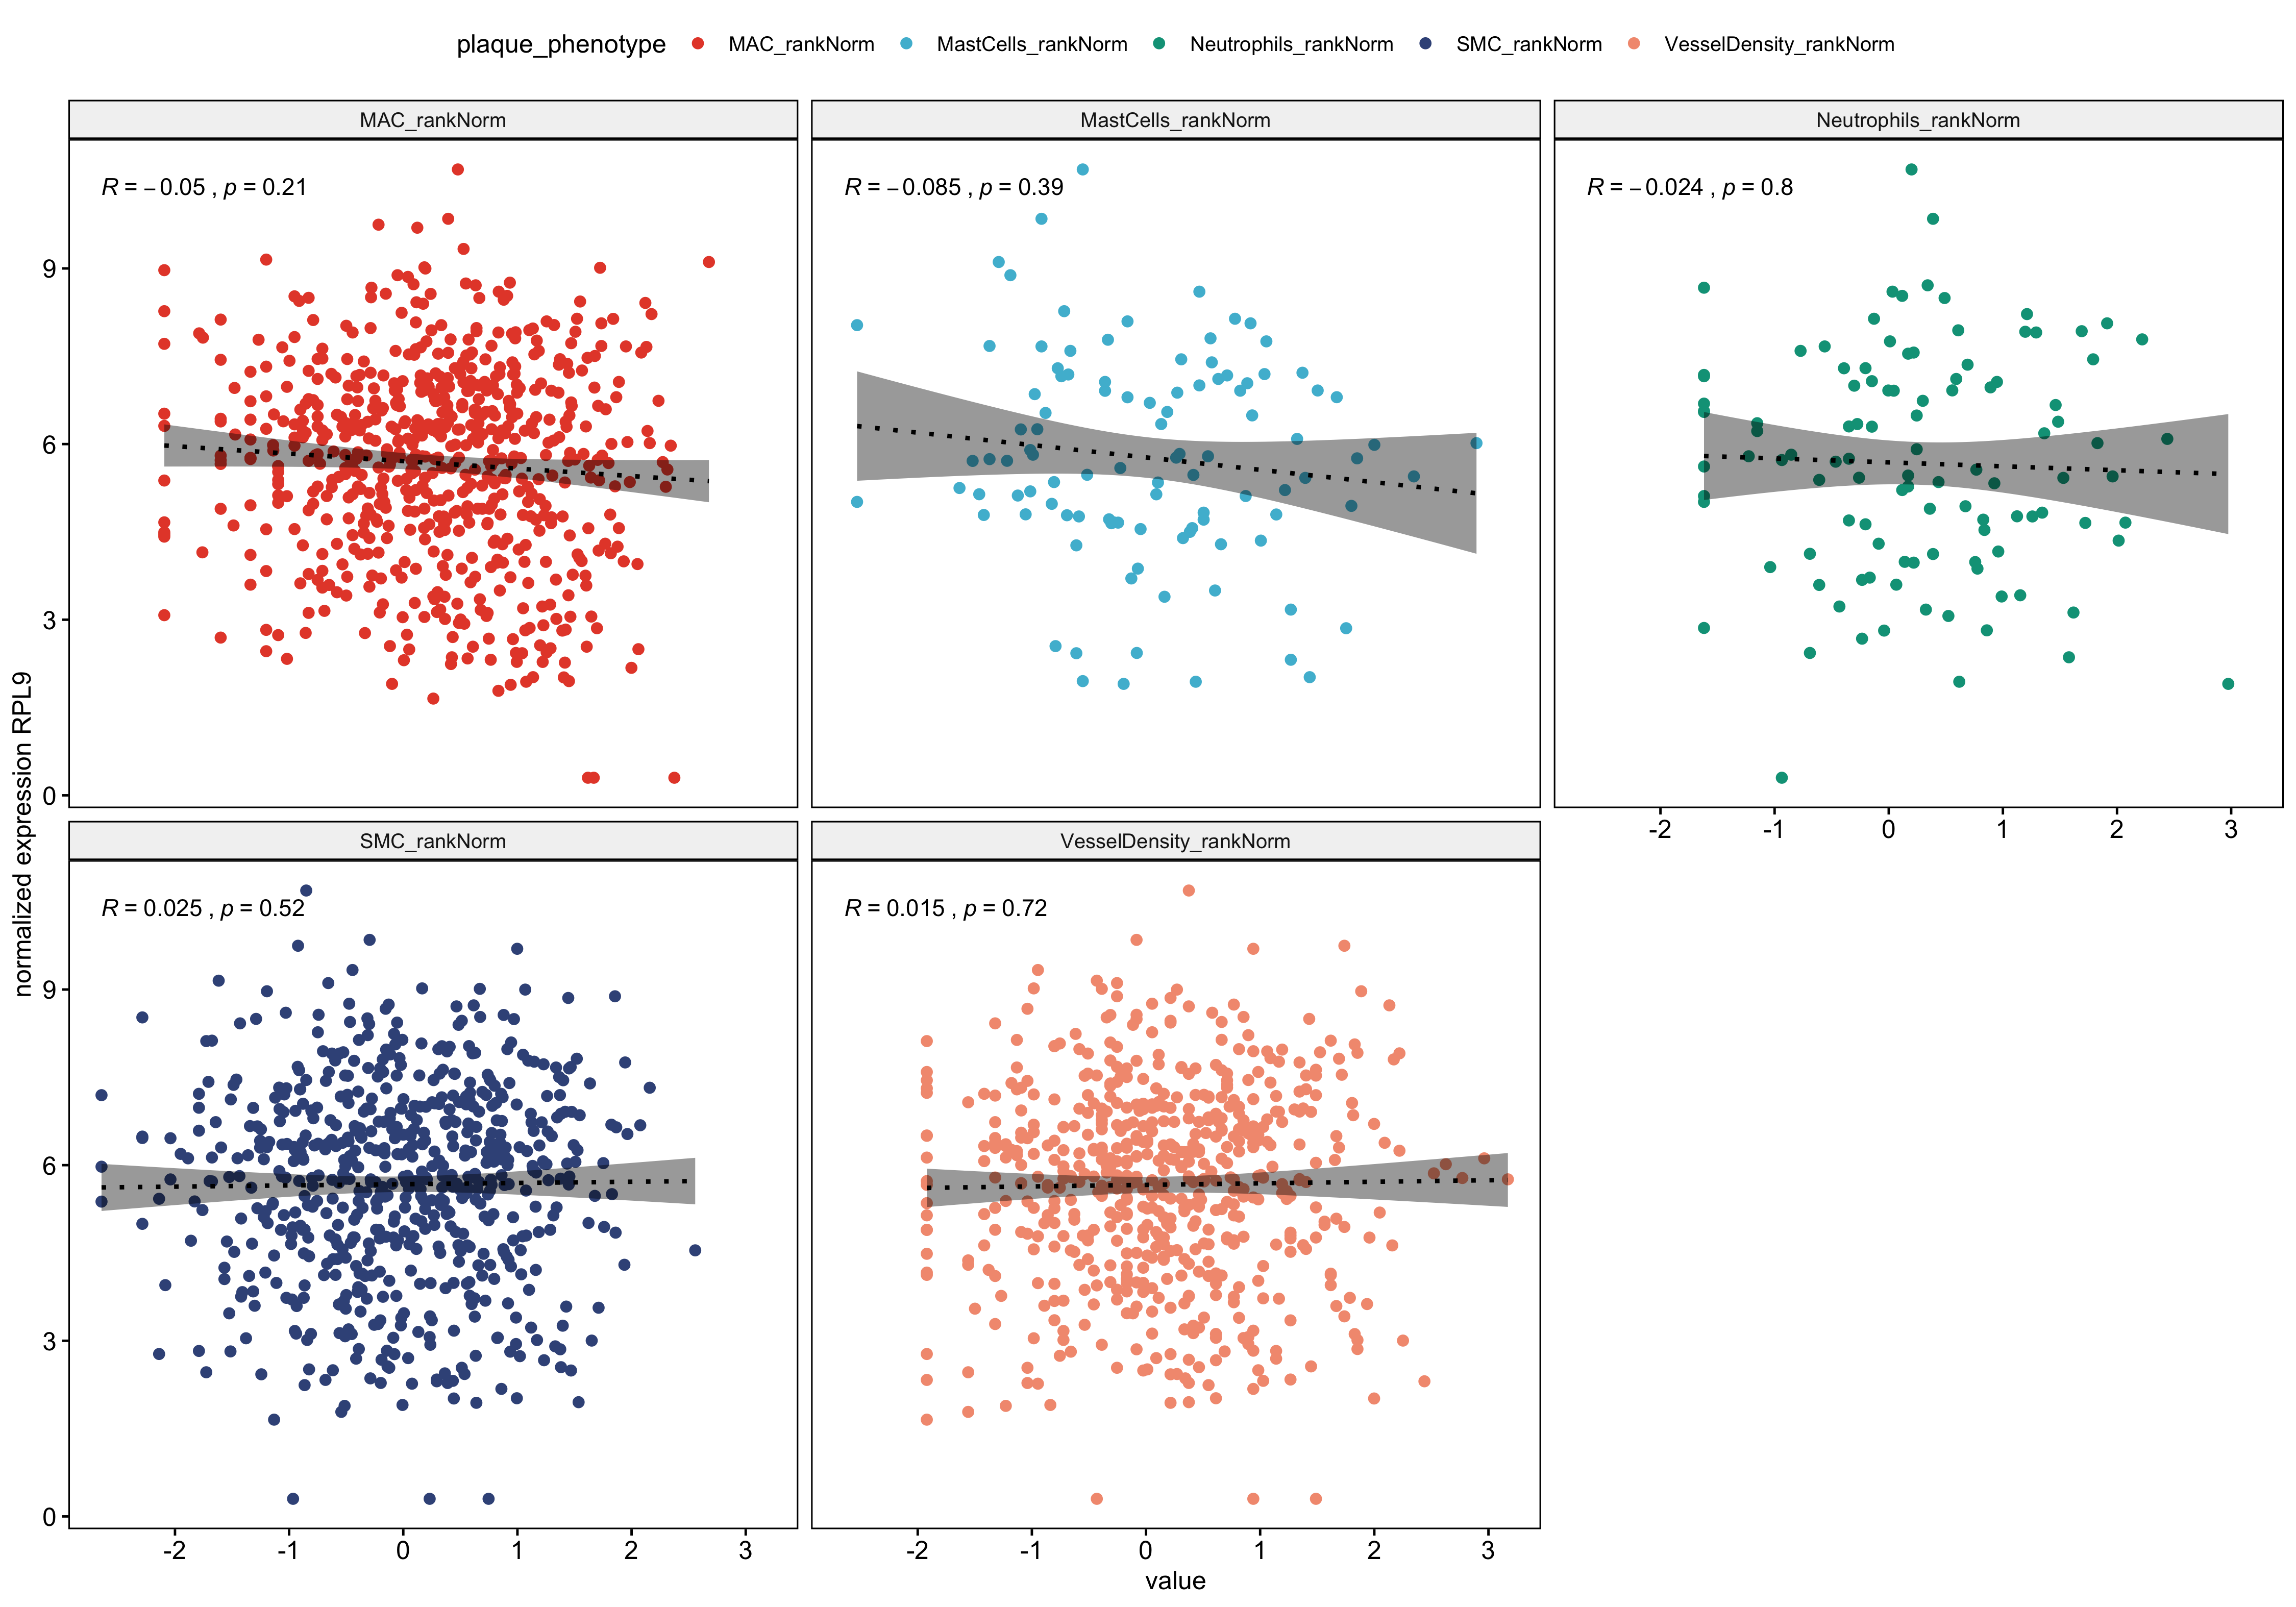 plaque_phenotype MAC_rankNorm MastCells_rankNorm Neutrophils_rankNorm SMC_rankNorm VesselDensity_rankNorm
MAC_rankNorm MastCells_rankNorm Neutrophils_rankNorm
R = −0.05 , p = 0.21 R = −0.085 , p = 0.39 R = −0.024 , p = 0.8
9
6
3
0
-2 -1 0 1 2 3
normalized expression RPL9
SMC_rankNorm VesselDensity_rankNorm
R = 0.025 , p = 0.52 R = 0.015 , p = 0.72
9
6
3
0
-2 -1 0 1 2 3 -2 -1 0 1 2 3
value